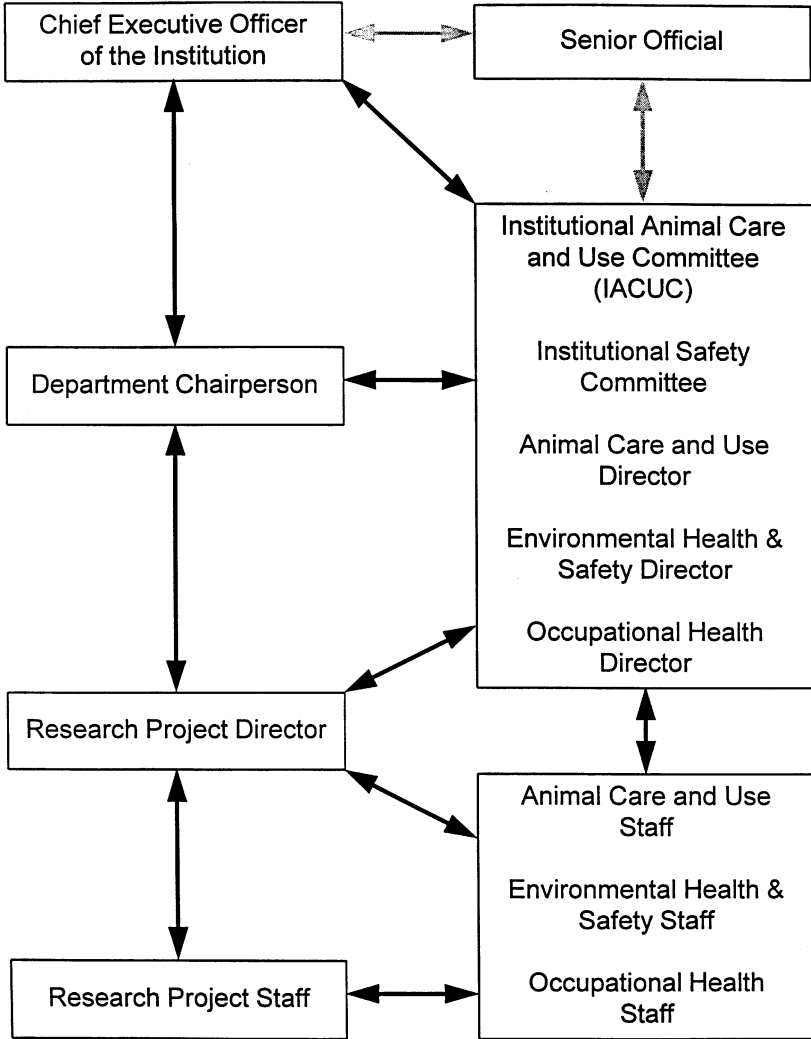 Chief Executive Officer
of the Institution
Senior Official
Institutional Animal Care
and Use Committee
(IACUC)
Institutional Safety
Committee
Animal Care and Use
Director
Environmental Health &
Safety Director
Occupational Health
Director
Department Chairperson
Research Project Director
Animal Care and Use
Staff
Environmental Health &
Safety Staff
Occupational Health
Staff
Research Project Staff